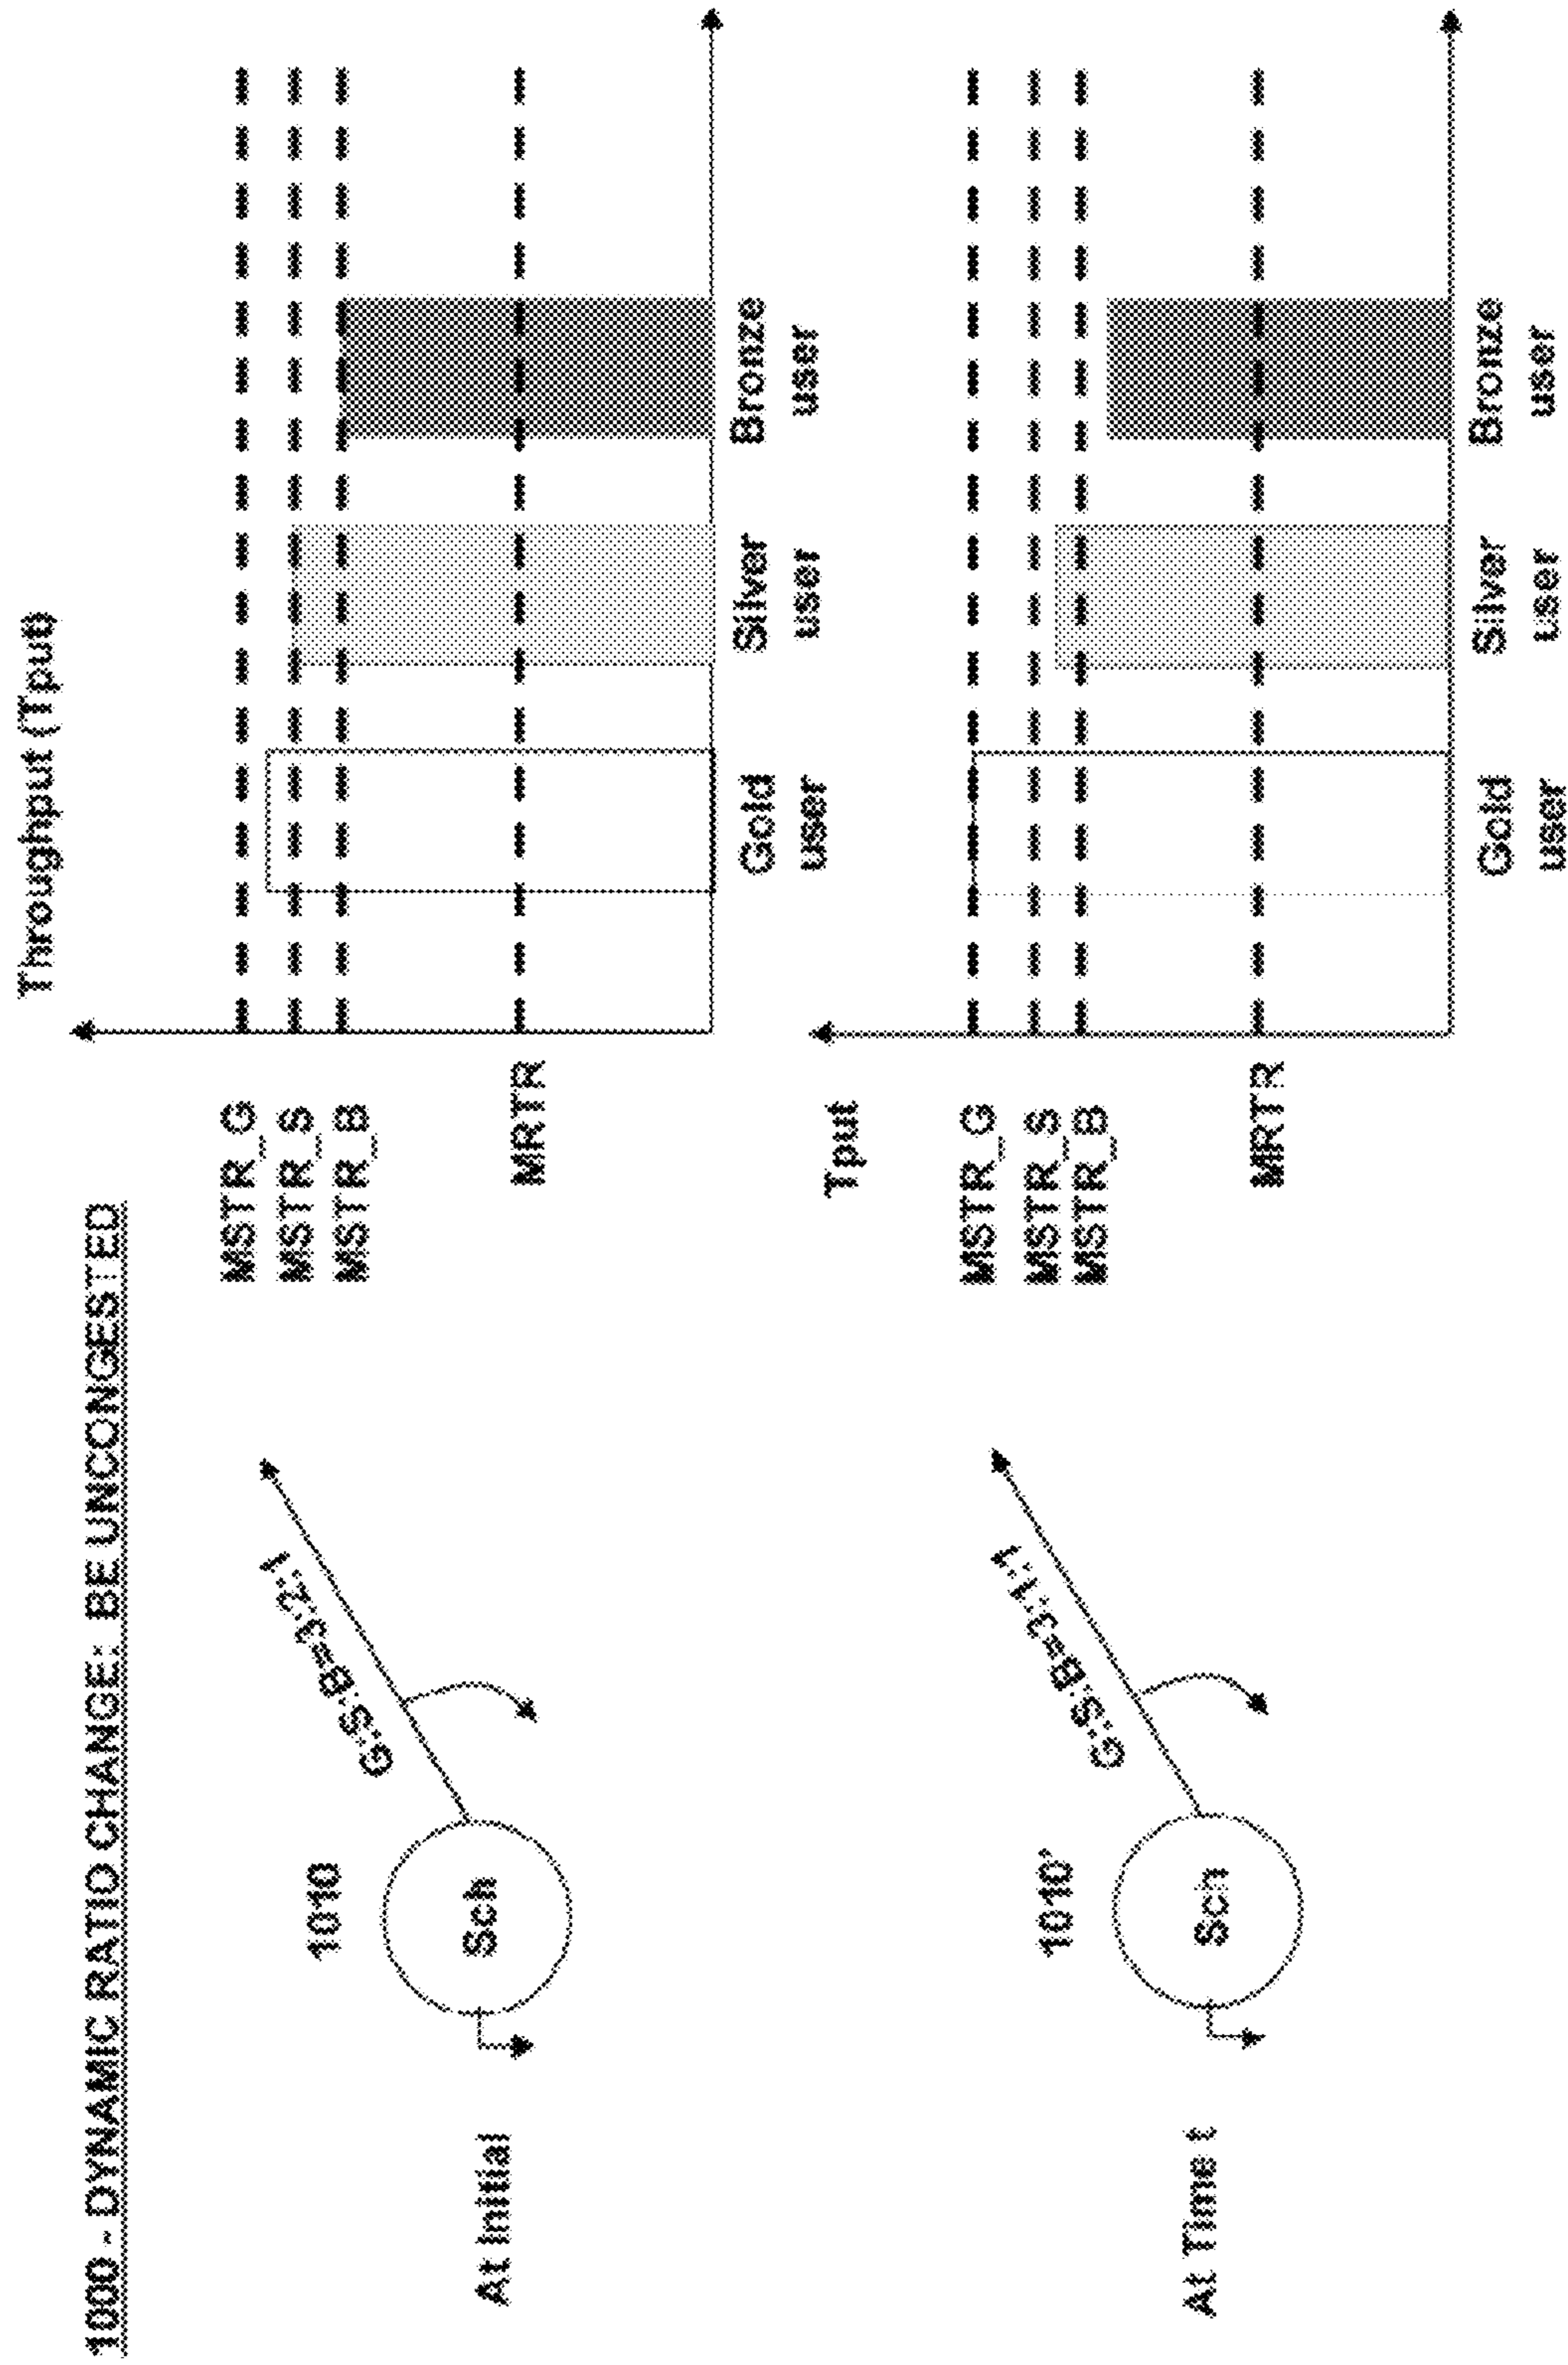 1000 - DYNAMIC RATIO CHANGE: BE UNCONGESTED
Throughput (Tput)
At Initial
1010
Sch
G:S:B=3:2:1
MSTR_G
MSTR_S
MSTR_B
MRTR
Gold
user
Silver
user
Bronze
user
At Time t
1010'
Sch
G:S:B=3:1:1
Tput
MSTR_G
MSTR_S
MSTR_B
MRTR
Gold
user
Silver
user
Bronze
user